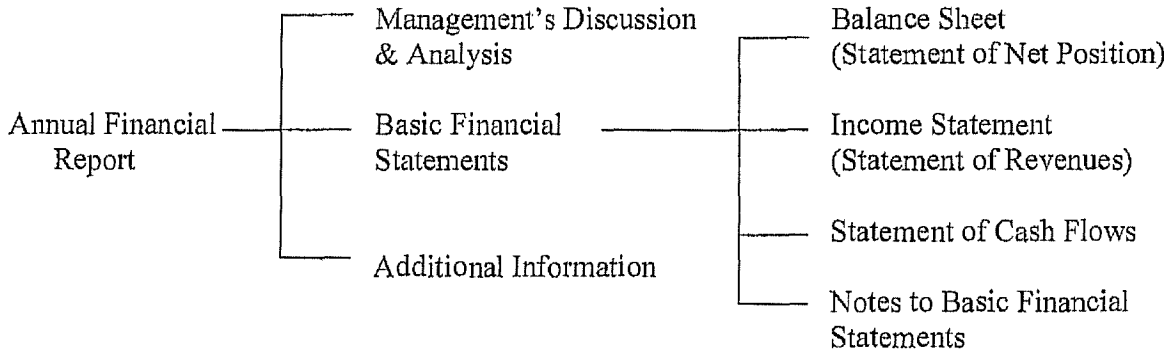 Annual Financial
Report
Management's Discussion
& Analysis
Basic Financial
Statements
Additional Information
Balance Sheet
(Statement of Net Position)
Income Statement
(Statement of Revenues)
Statement of Cash Flows
Notes to Basic Financial
Statements